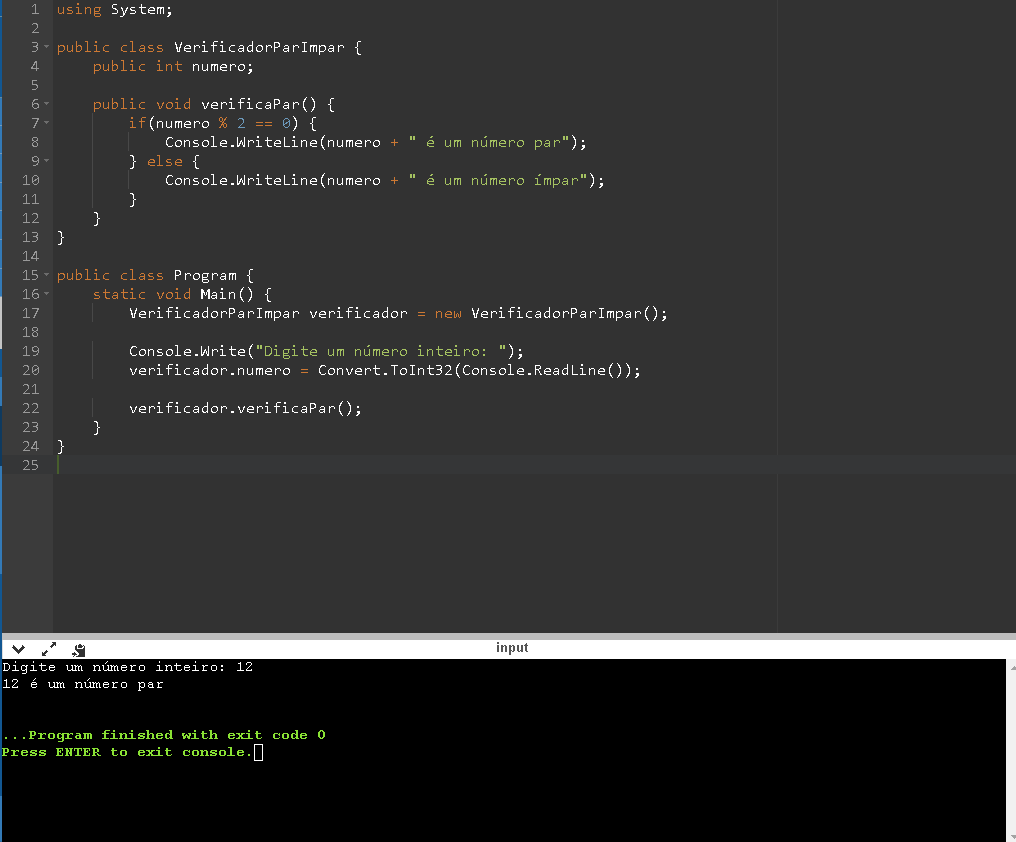 1 using System;
2
3 public class VerificadorParImpar {
4     public int numero;
5
6     public void verificaPar() {
7         if(numero % 2 == 0) {
8             Console.WriteLine(numero + " é um número par");
9         } else {
10             Console.WriteLine(numero + " é um número ímpar");
11         }
12     }
13 }
14
15 public class Program {
16     static void Main() {
17         VerificadorParImpar verificador = new VerificadorParImpar();
18
19         Console.Write("Digite um número inteiro: ");
20         verificador.numero = Convert.ToInt32(Console.ReadLine());
21
22         verificador.verificaPar();
23     }
24 }
25
input
Digite um número inteiro: 12
12 é um número par
...Program finished with exit code 0
Press ENTER to exit console.